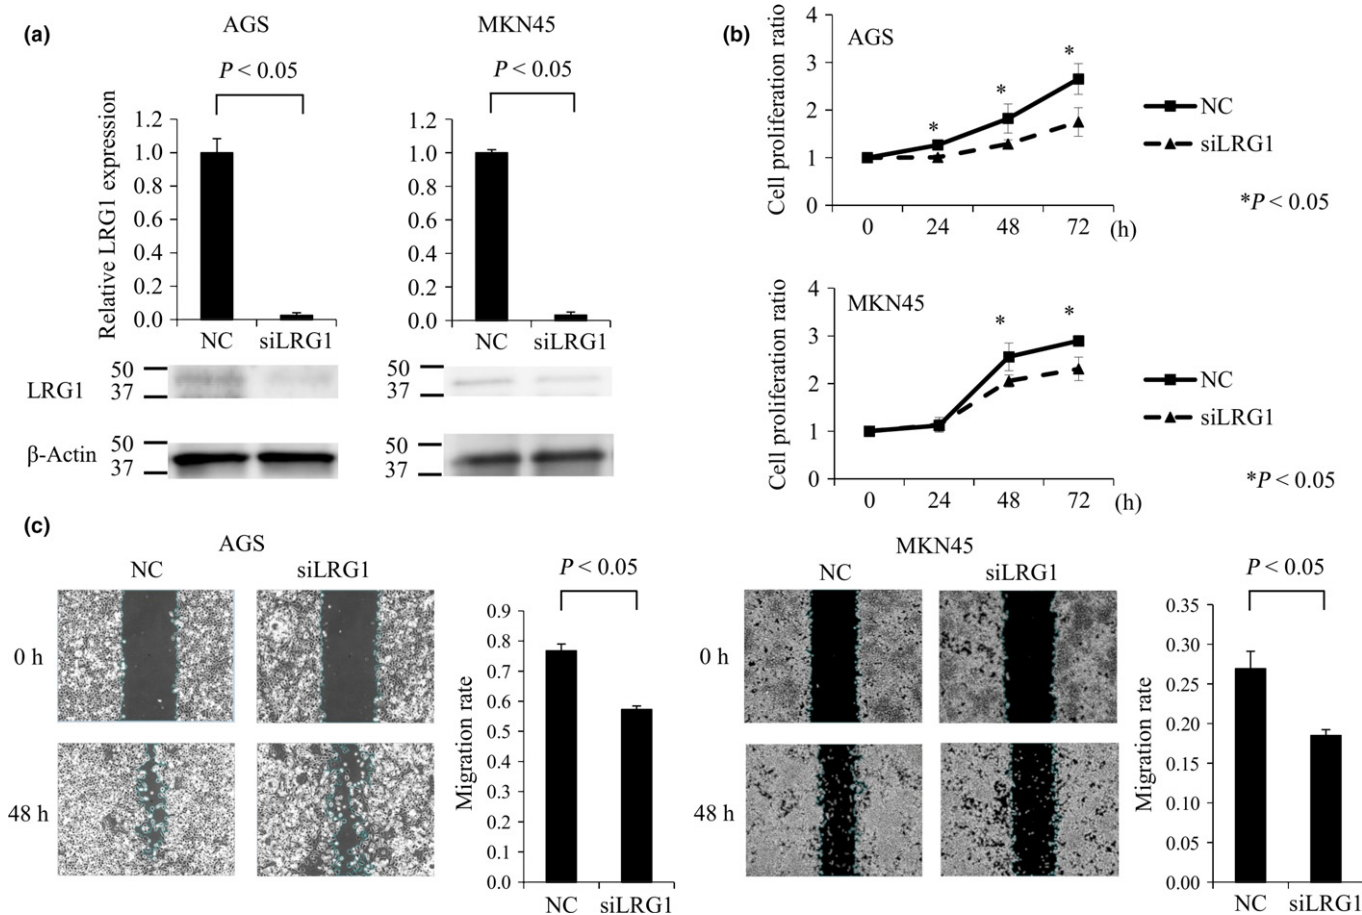 (a)
AGS
P < 0.05
Relative LRG1 expression
1.2
1.0
0.8
0.6
0.4
0.2
0.0
NC siLRG1
MKN45
P < 0.05
1.2
1.0
0.8
0.6
0.4
0.2
0.0
NC siLRG1
LRG1
50
37
50
37
β-Actin
50
37
50
37
(b)
Cell proliferation ratio
AGS
4
3
2
1
0
* * *
0 24 48 72 (h)
NC
siLRG1
*P < 0.05
Cell proliferation ratio
MKN45
4
3
2
1
0
* *
0 24 48 72 (h)
NC
siLRG1
*P < 0.05
(c)
AGS
NC siLRG1
0 h
48 h
P < 0.05
Migration rate
0.9
0.8
0.7
0.6
0.5
0.4
0.3
0.2
0.1
0.0
NC siLRG1
MKN45
NC siLRG1
0 h
48 h
P < 0.05
Migration rate
0.35
0.30
0.25
0.20
0.15
0.10
0.05
0.00
NC siLRG1